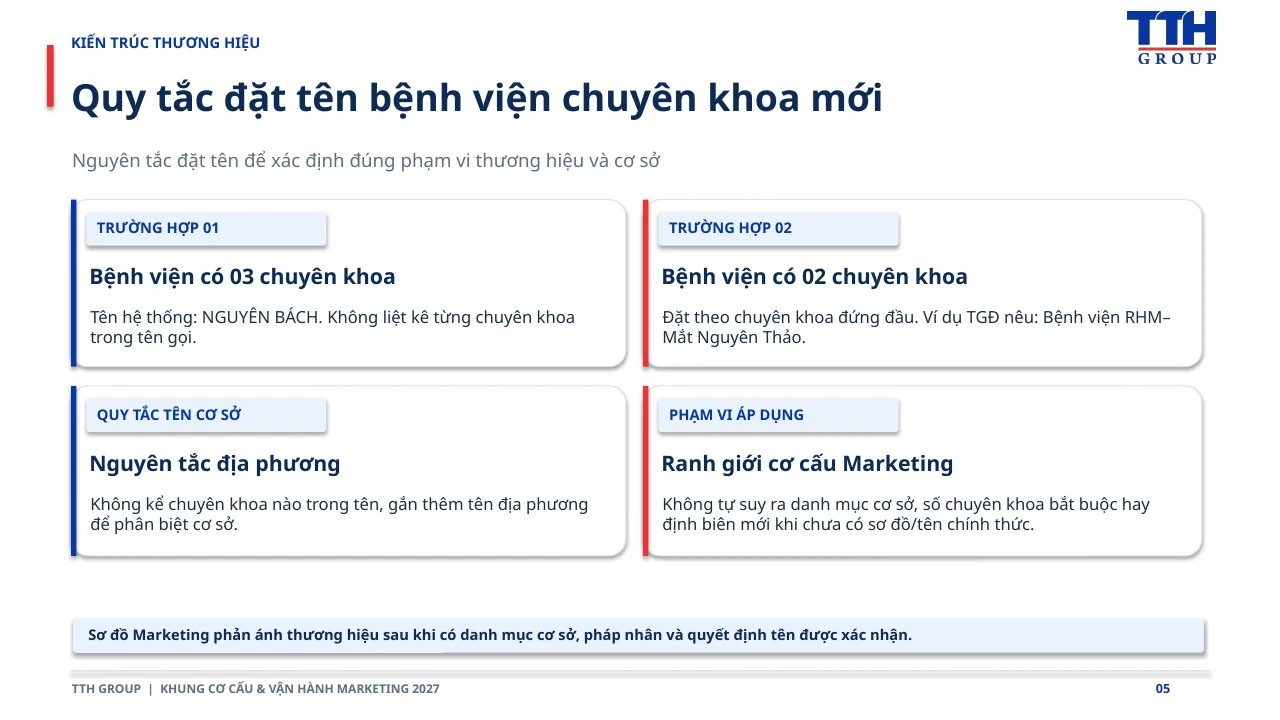 TTH
GROUP
KIẾN TRÚC THƯƠNG HIỆU
Quy tắc đặt tên bệnh viện chuyên khoa mới
Nguyên tắc đặt tên để xác định đúng phạm vi thương hiệu và cơ sở
TRƯỜNG HỢP 01
Bệnh viện có 03 chuyên khoa
Tên hệ thống: NGUYÊN BÁCH. Không liệt kê từng chuyên khoa
trong tên gọi.
TRƯỜNG HỢP 02
Bệnh viện có 02 chuyên khoa
Đặt theo chuyên khoa đứng đầu. Ví dụ TGĐ nêu: Bệnh viện RHM–
Mắt Nguyên Thảo.
QUY TẮC TÊN CƠ SỞ
Nguyên tắc địa phương
Không kể chuyên khoa nào trong tên, gắn thêm tên địa phương
để phân biệt cơ sở.
PHẠM VI ÁP DỤNG
Ranh giới cơ cấu Marketing
Không tự suy ra danh mục cơ sở, số chuyên khoa bắt buộc hay
định biên mới khi chưa có sơ đồ/tên chính thức.
Sơ đồ Marketing phản ánh thương hiệu sau khi có danh mục cơ sở, pháp nhân và quyết định tên được xác nhận.
TTH GROUP | KHUNG CƠ CẤU & VẬN HÀNH MARKETING 2027
05